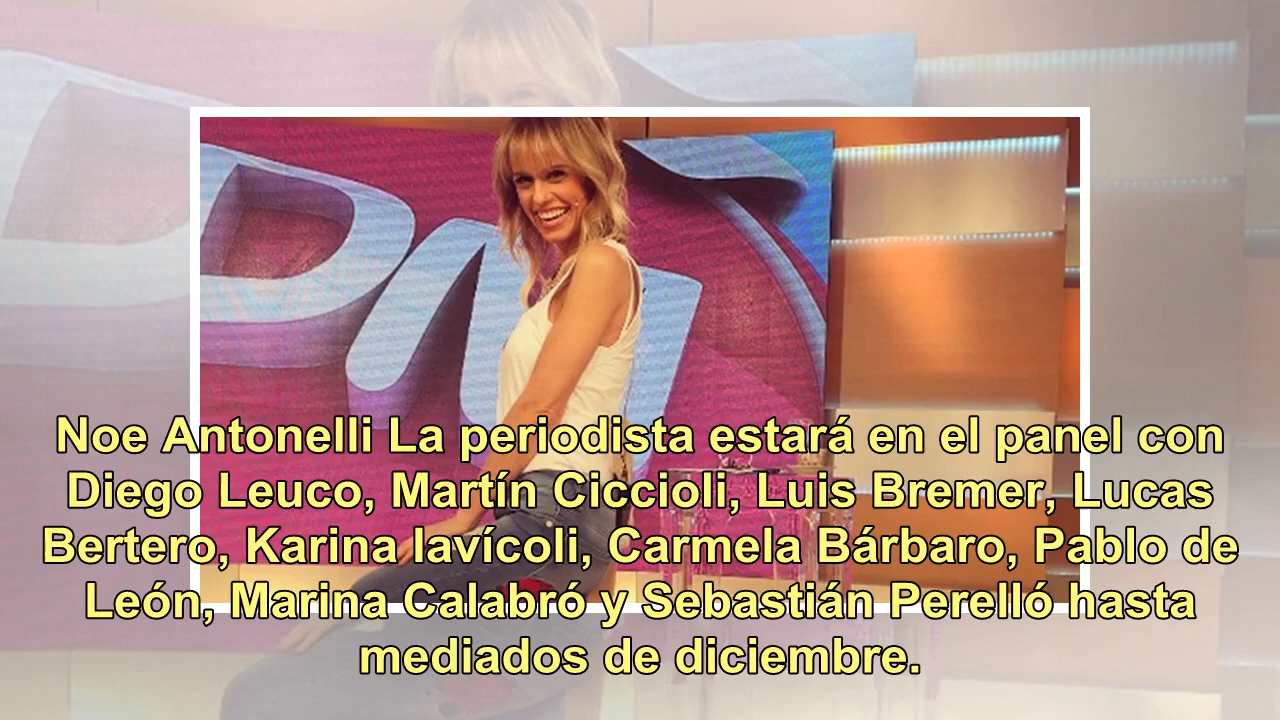 Noe Antonelli La periodista estará en el panel con
Diego Leuco, Martín Ciccioli, Luis Bremer, Lucas
Bertero, Karina Iavícoli, Carmela Bárbaro, Pablo de
León, Marina Calabró y Sebastián Perelló hasta
mediados de diciembre.